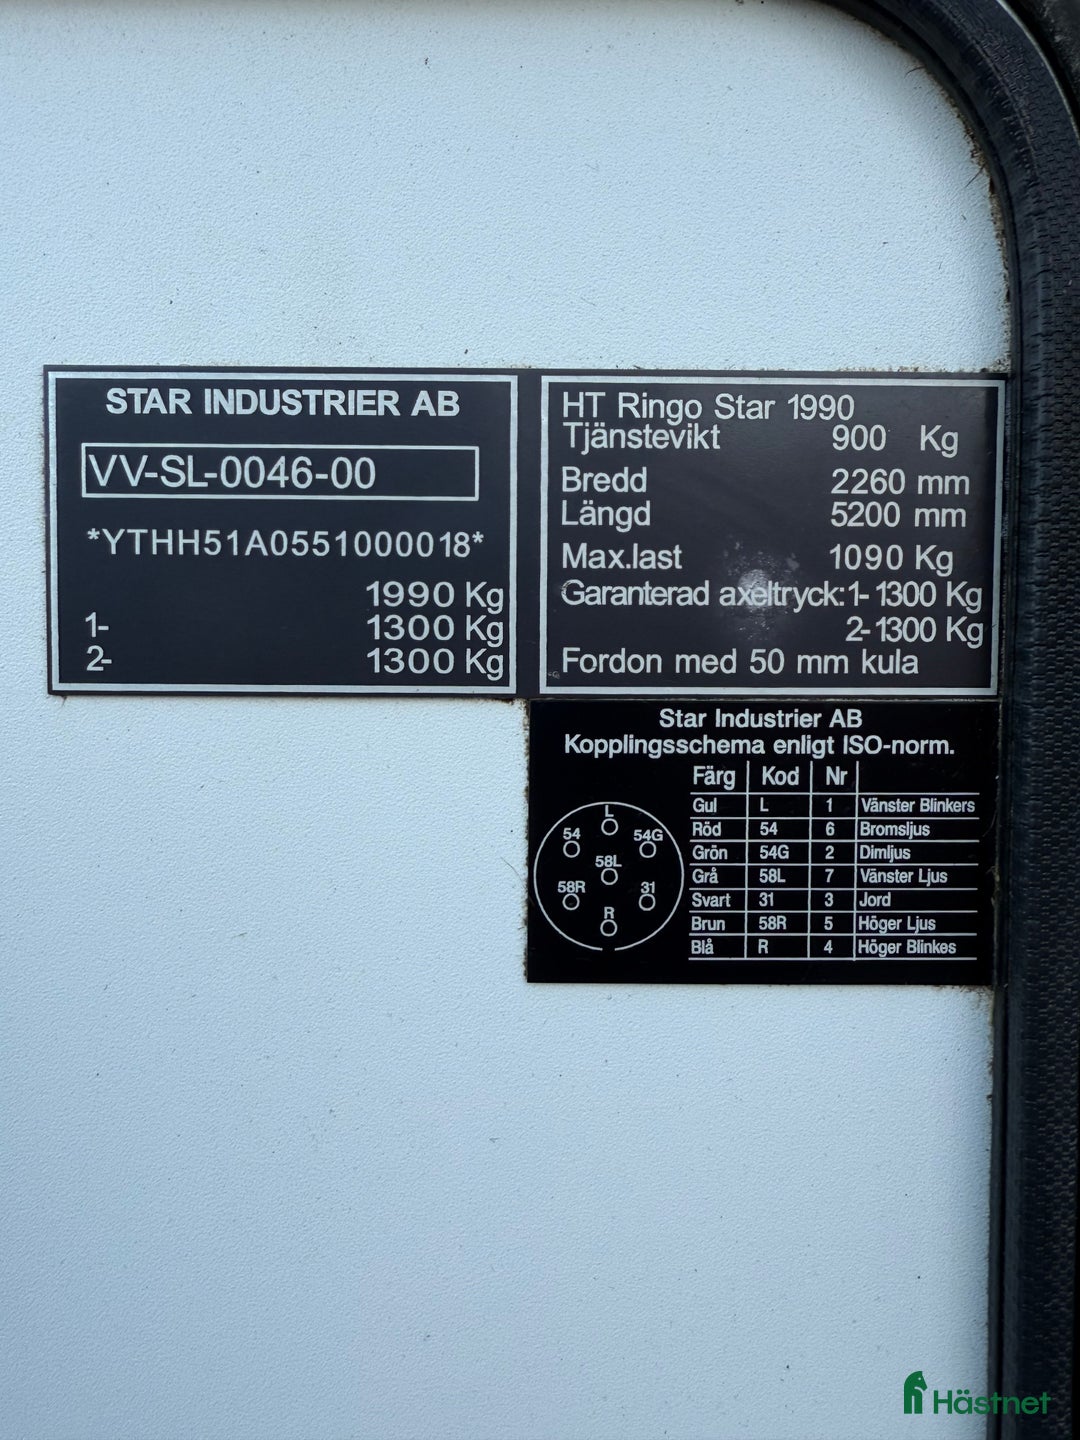 STAR INDUSTRIER AB
VV-SL-0046-00
*YTHH51A0551000018*
1990 Kg
1- 1300 Kg
2- 1300 Kg
HT Ringo Star 1990
Tjänstevikt 900 Kg
Bredd 2260 mm
Längd 5200 mm
Max.last 1090 Kg
Garanterad axeltryck: 1- 1300 Kg
2- 1300 Kg
Fordon med 50 mm kula
Star Industrier AB
Kopplingsschema enligt ISO-norm.
L
54 54G
58L
58R 31
R
Färg Kod Nr
Gul L 1 Vänster Blinkers
Röd 54 6 Bromsljus
Grön 54G 2 Dimljus
Grå 58L 7 Vänster Ljus
Svart 31 3 Jord
Brun 58R 5 Höger Ljus
Blå R 4 Höger Blinkes
Hästnet